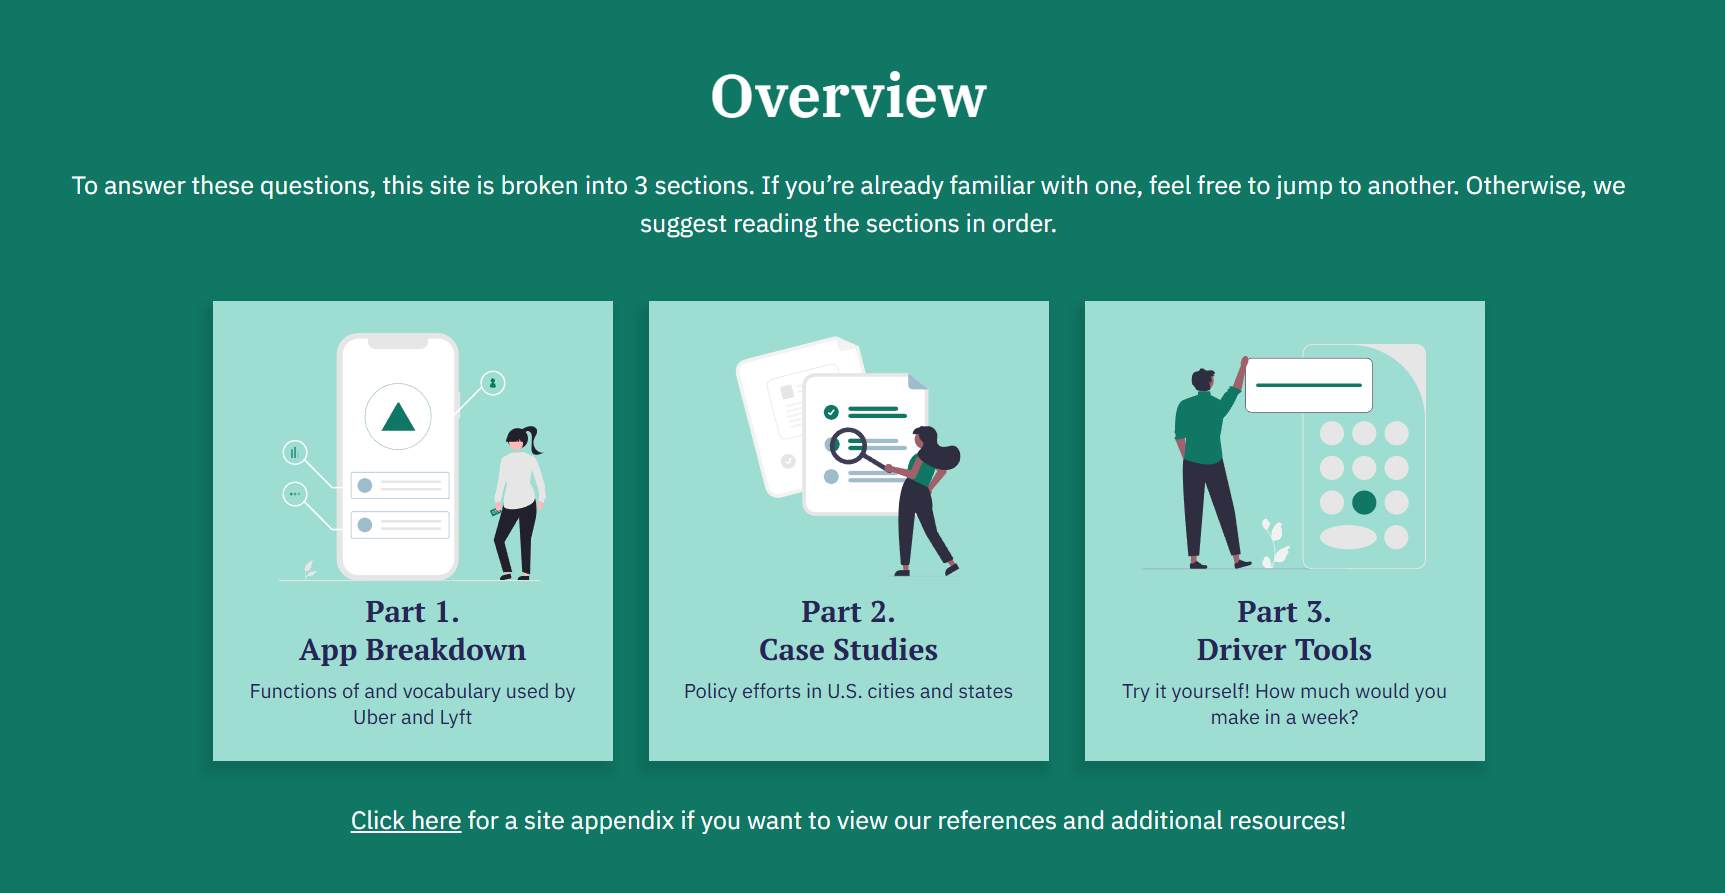 Overview
To answer these questions, this site is broken into 3 sections. If you’re already familiar with one, feel free to jump to another. Otherwise, we
suggest reading the sections in order.
Part 1.
App Breakdown
Functions of and vocabulary used by
Uber and Lyft
Part 2.
Case Studies
Policy efforts in U.S. cities and states
Part 3.
Driver Tools
Try it yourself! How much would you
make in a week?
Click here for a site appendix if you want to view our references and additional resources!